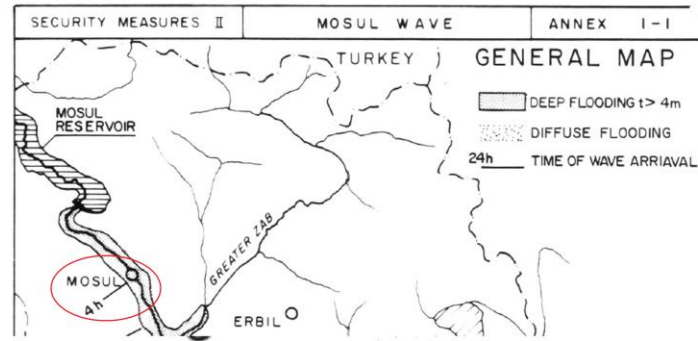 SECURITY MEASURES II
MOSUL WAVE
ANNEX I-1
TURKEY
GENERAL MAP
DEEP FLOODING t> 4m
DIFFUSE FLOODING
24h TIME OF WAVE ARRIAVAL
MOSUL
RESERVOIR
GREATER ZAB
MOSUL
4h
ERBIL